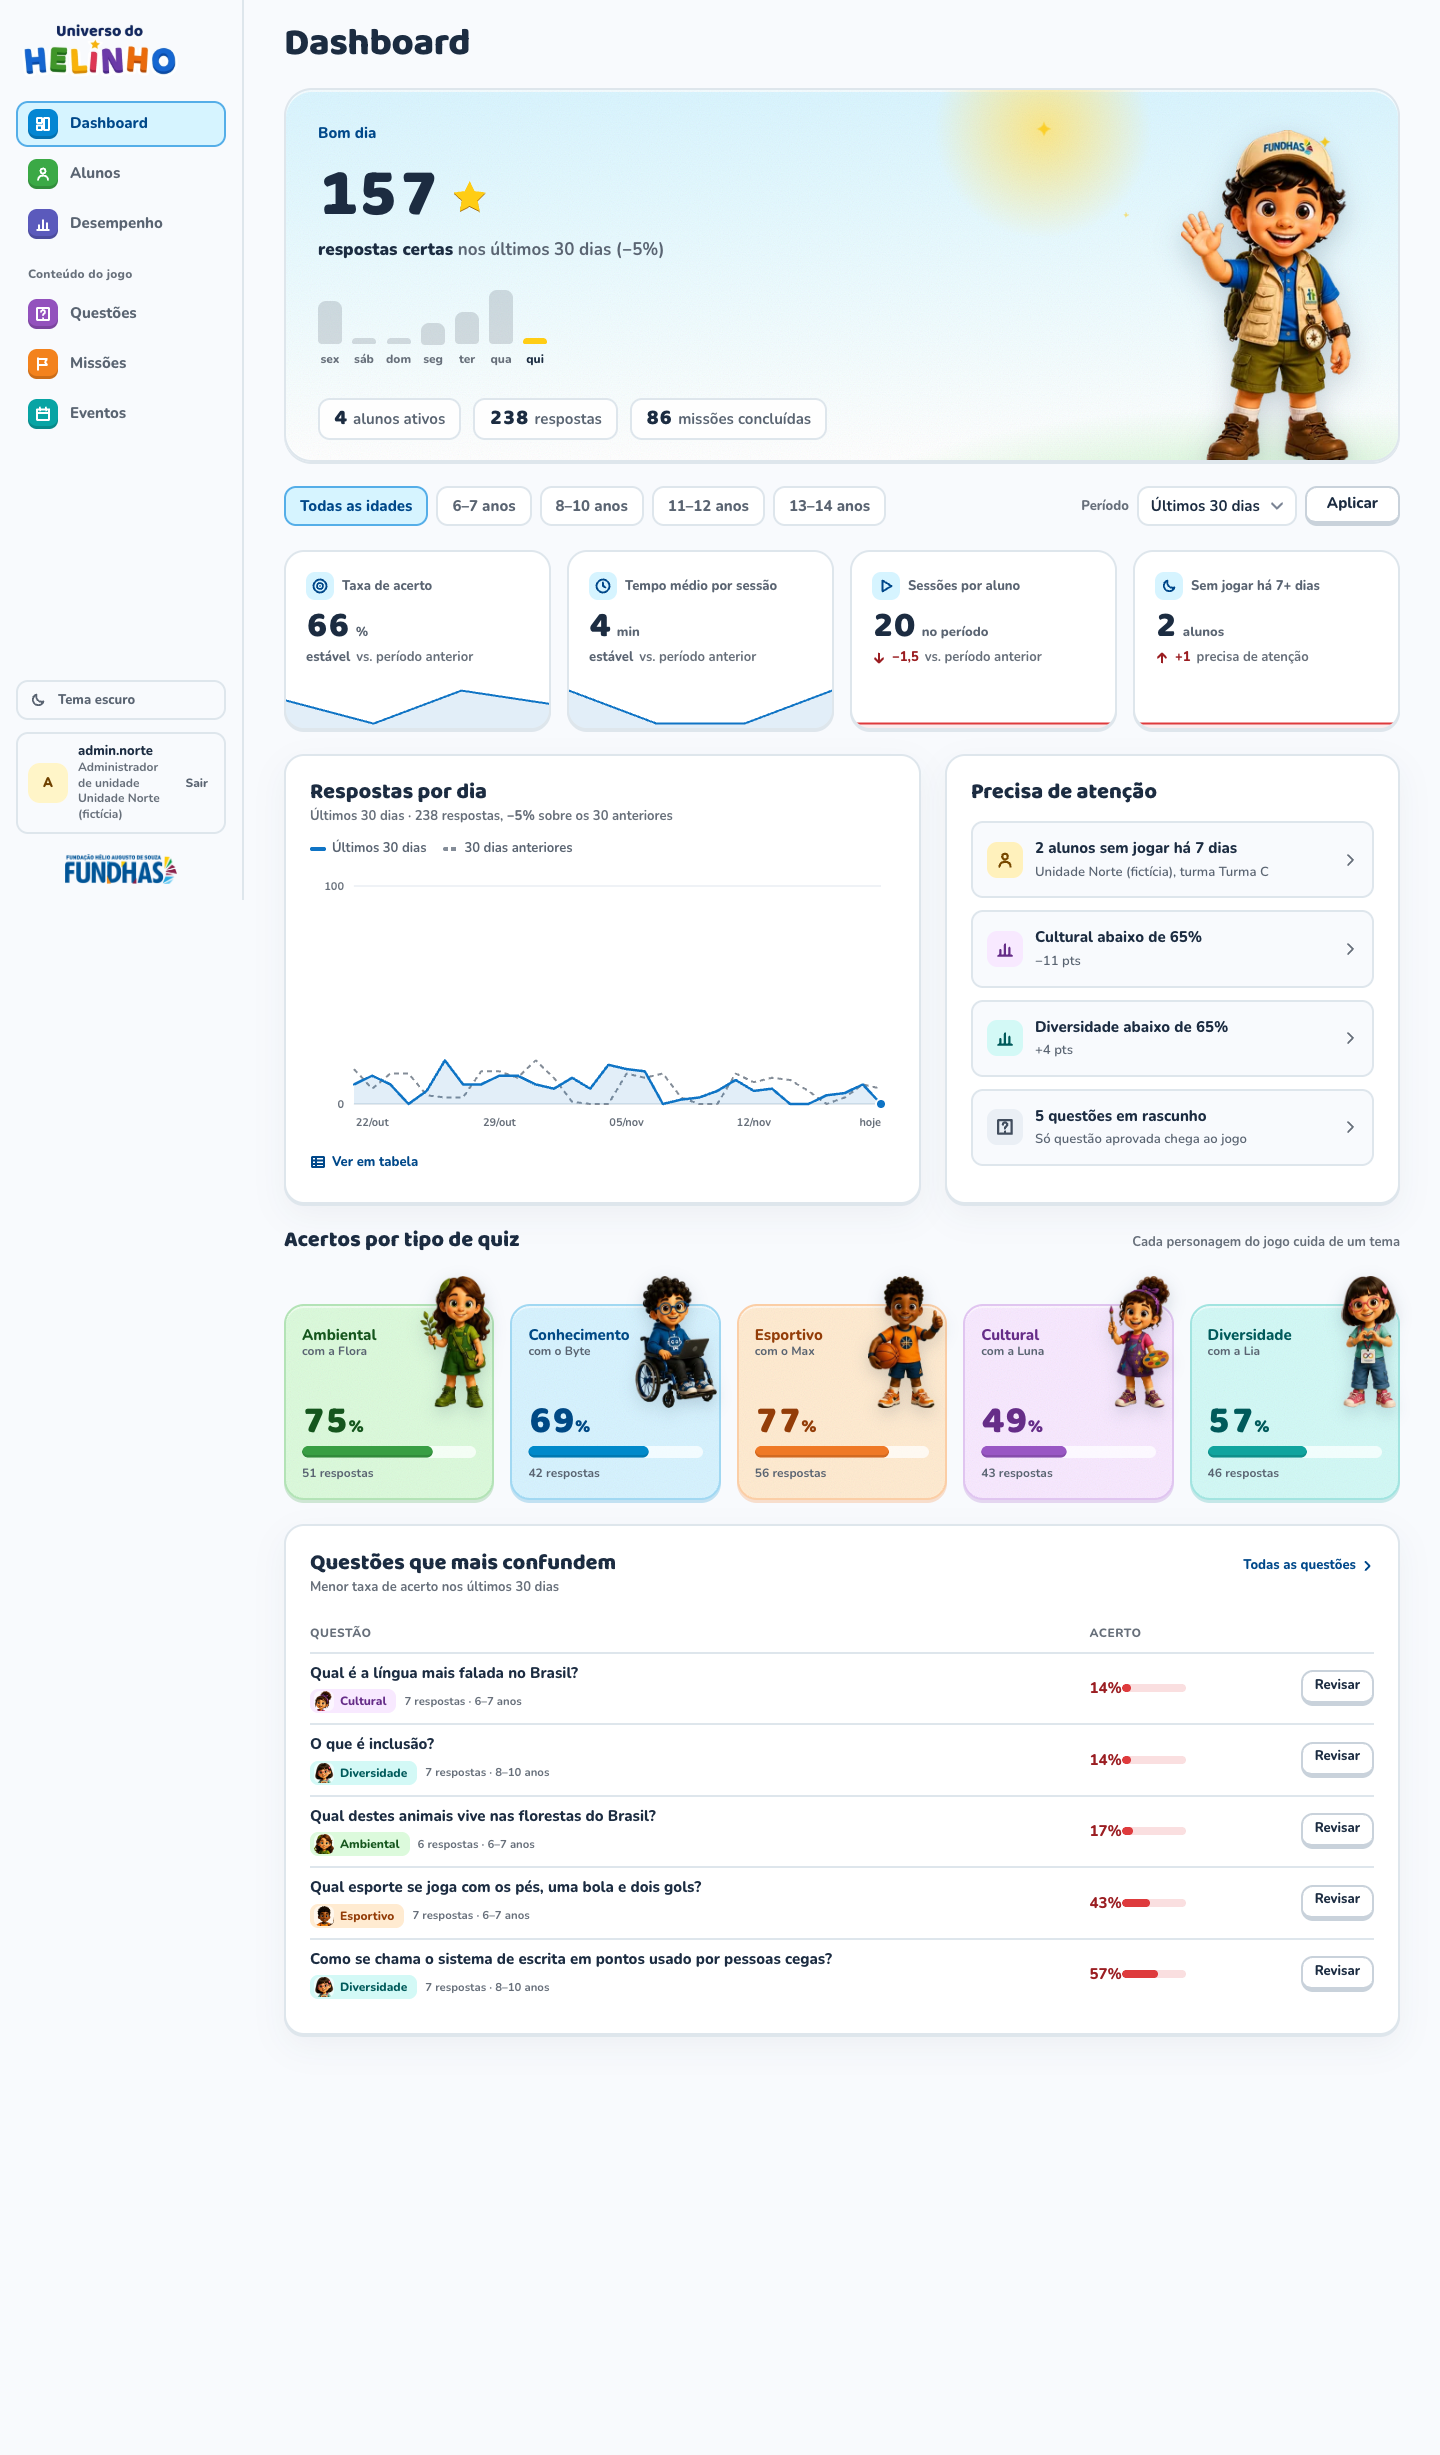 Universo do
HELINHO
Dashboard
Alunos
Desempenho
Conteúdo do jogo
Questões
Missões
Eventos
Tema escuro
A
admin.norte
Administrador
de unidade
Unidade Norte
(fictícia)
Sair
FUNDAÇÃO HÉLIO AUGUSTO DE SOUZA
FUNDHAS
Dashboard
Bom dia
157
respostas certas nos últimos 30 dias (−5%)
sex sáb dom seg ter qua qui
4 alunos ativos
238 respostas
86 missões concluídas
FUNDHAS
Todas as idades
6–7 anos
8–10 anos
11–12 anos
13–14 anos
Período
Últimos 30 dias
Aplicar
Taxa de acerto
66 %
estável vs. período anterior
Tempo médio por sessão
4 min
estável vs. período anterior
Sessões por aluno
20 no período
−1,5 vs. período anterior
Sem jogar há 7+ dias
2 alunos
+1 precisa de atenção
Respostas por dia
Últimos 30 dias · 238 respostas, −5% sobre os 30 anteriores
Últimos 30 dias
30 dias anteriores
100
0
22/out 29/out 05/nov 12/nov hoje
Ver em tabela
Precisa de atenção
2 alunos sem jogar há 7 dias
Unidade Norte (fictícia), turma Turma C
Cultural abaixo de 65%
−11 pts
Diversidade abaixo de 65%
+4 pts
5 questões em rascunho
Só questão aprovada chega ao jogo
Acertos por tipo de quiz
Cada personagem do jogo cuida de um tema
Ambiental
com a Flora
75%
51 respostas
Conhecimento
com o Byte
69%
42 respostas
Esportivo
com o Max
77%
56 respostas
Cultural
com a Luna
49%
43 respostas
Diversidade
com a Lia
57%
46 respostas
Questões que mais confundem
Menor taxa de acerto nos últimos 30 dias
Todas as questões
QUESTÃO
ACERTO
Qual é a língua mais falada no Brasil?
Cultural
7 respostas · 6–7 anos
14%
Revisar
O que é inclusão?
Diversidade
7 respostas · 8–10 anos
14%
Revisar
Qual destes animais vive nas florestas do Brasil?
Ambiental
6 respostas · 6–7 anos
17%
Revisar
Qual esporte se joga com os pés, uma bola e dois gols?
Esportivo
7 respostas · 6–7 anos
43%
Revisar
Como se chama o sistema de escrita em pontos usado por pessoas cegas?
Diversidade
7 respostas · 8–10 anos
57%
Revisar